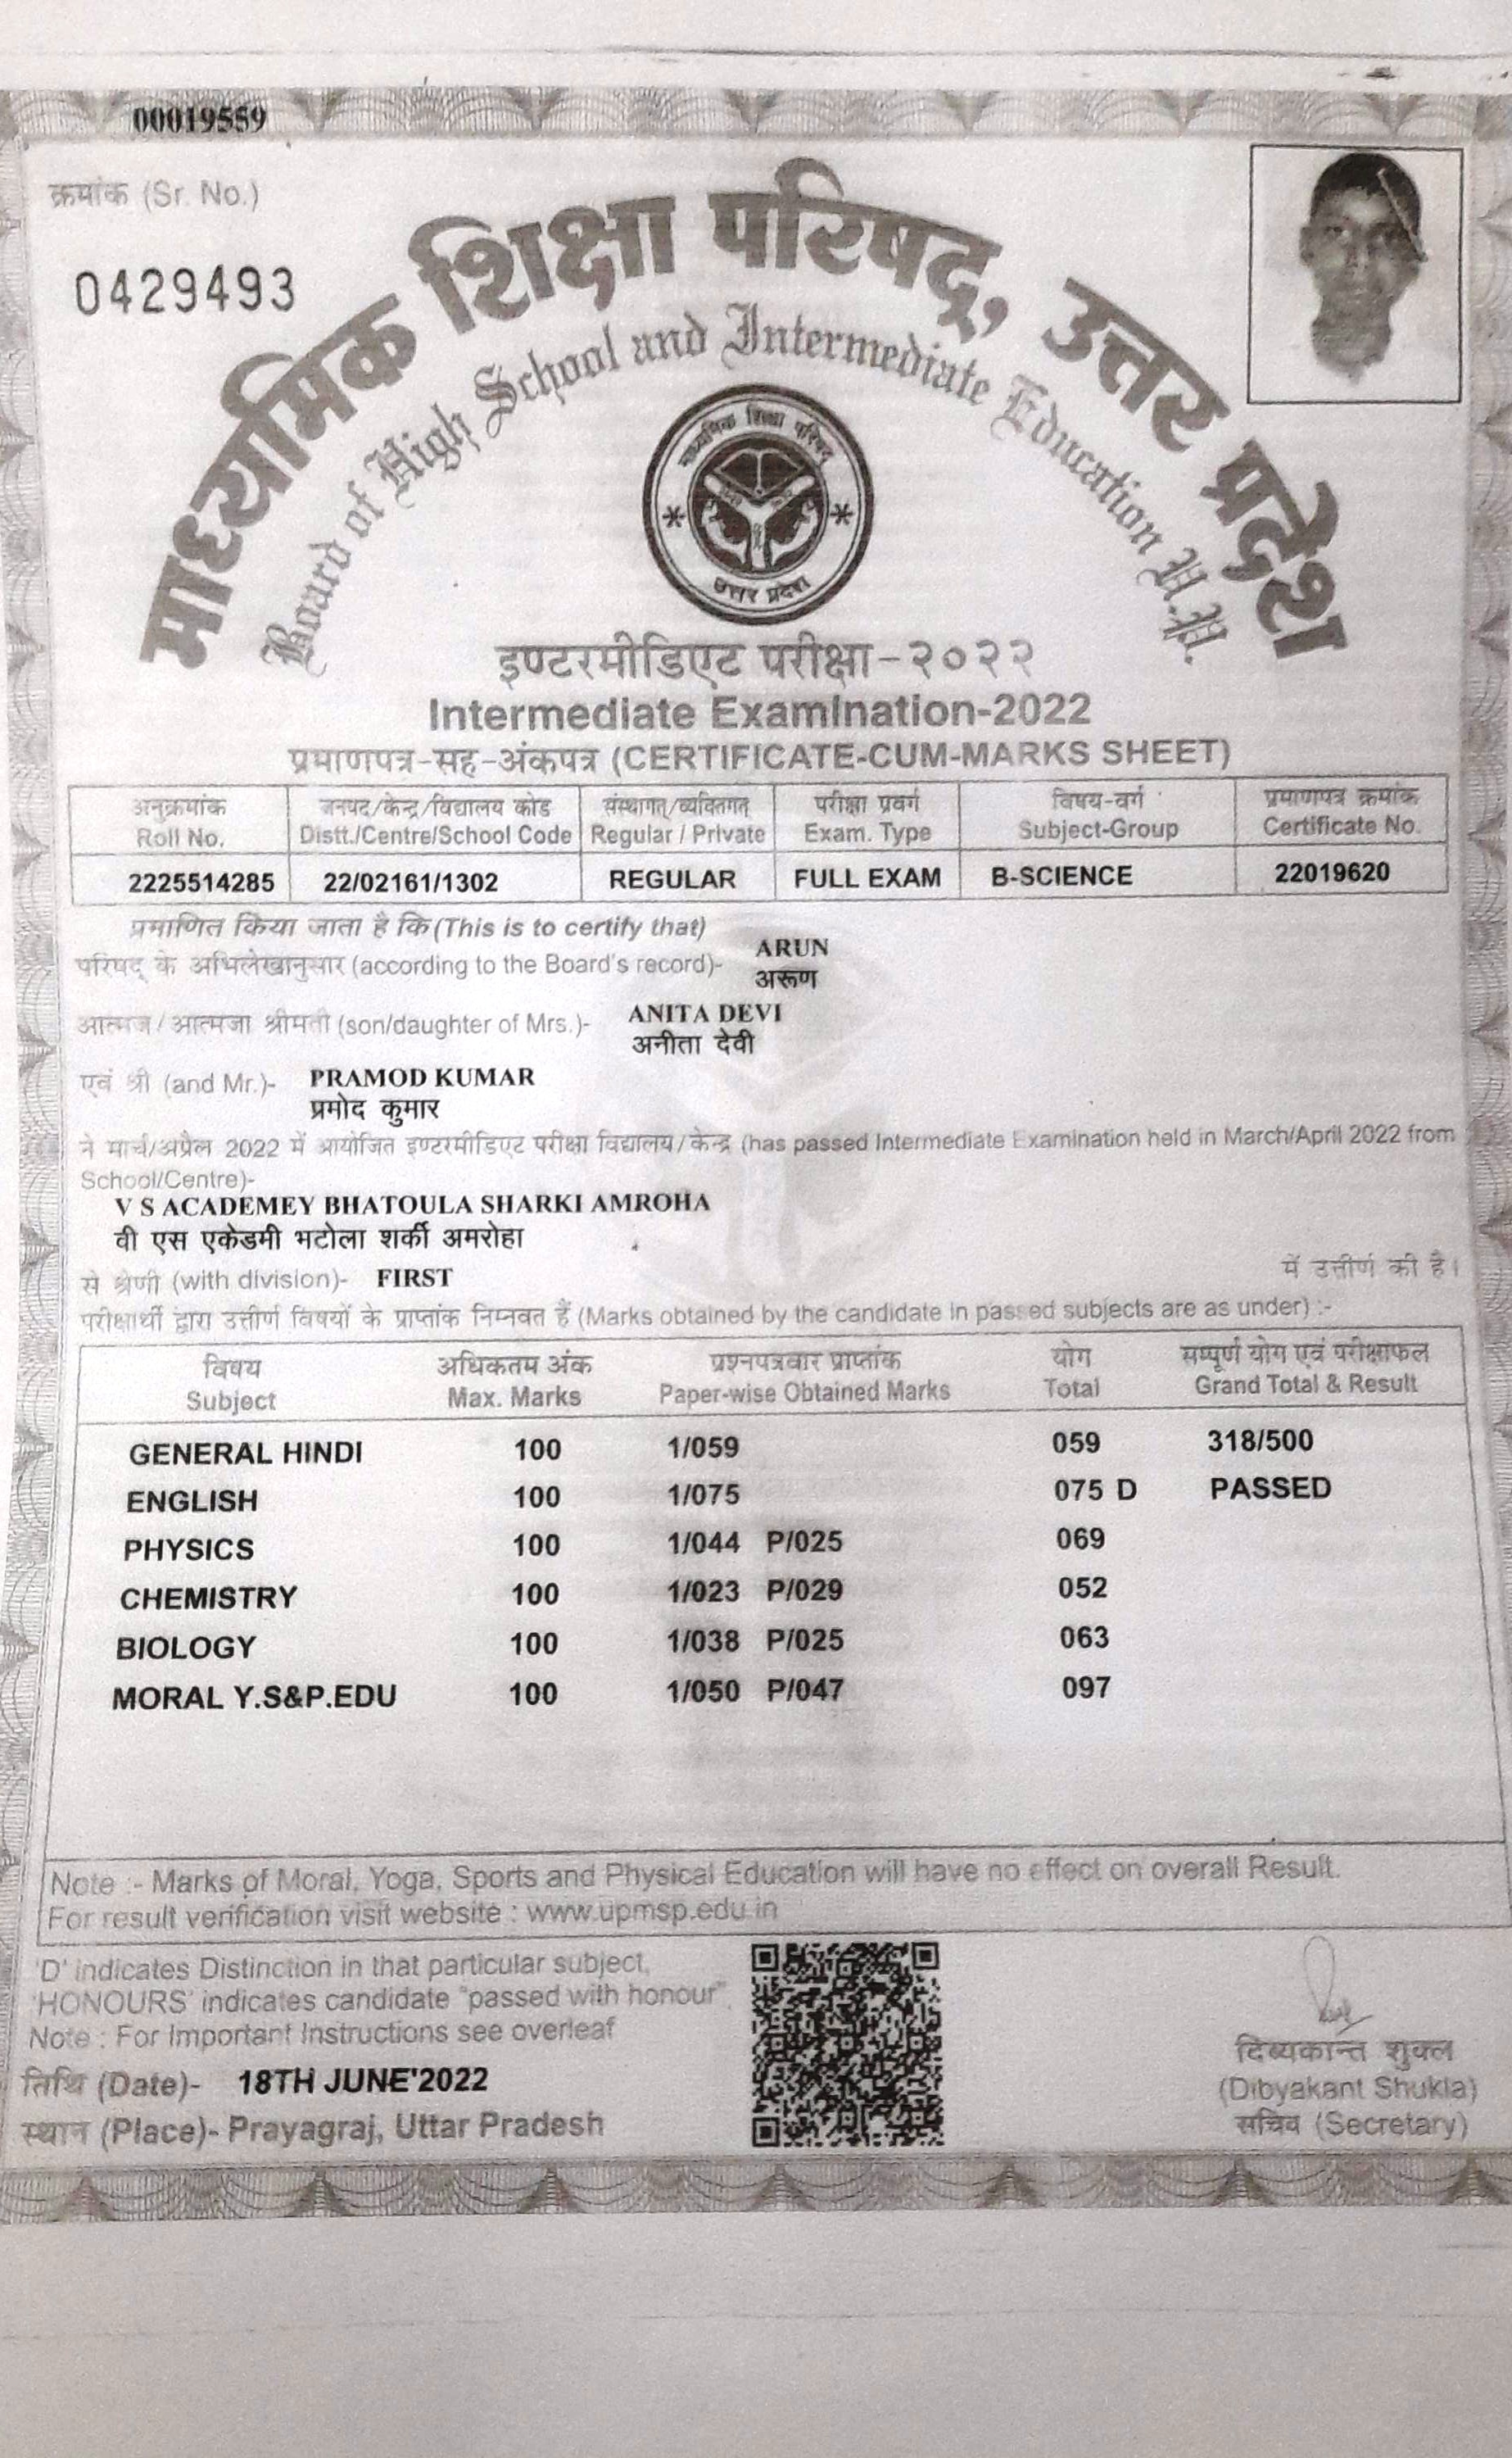 00019559
क्रमांक (Sr. No.)
0429493
माध्यमिक शिक्षा परिषद्, उत्तर प्रदेश
Board of High School and Intermediate Education U.P.
माध्यमिक शिक्षा परिषद्
उत्तर प्रदेश
इण्टरमीडिएट परीक्षा-२०२२
Intermediate Examination-2022
प्रमाणपत्र-सह-अंकपत्र (CERTIFICATE-CUM-MARKS SHEET)
अनुक्रमांक जनपद/केन्द्र/विद्यालय कोड संस्थागत्/व्यक्तिगत् परीक्षा प्रवर्ग विषय-वर्ग प्रमाणपत्र क्रमांक
Roll No. Distt./Centre/School Code Regular / Private Exam. Type Subject-Group Certificate No.
2225514285 22/02161/1302 REGULAR FULL EXAM B-SCIENCE 22019620
प्रमाणित किया जाता है कि (This is to certify that)
परिषद् के अभिलेखानुसार (according to the Board's record)- ARUN
अरूण
आत्मज/आत्मजा श्रीमती (son/daughter of Mrs.)- ANITA DEVI
अनीता देवी
एवं श्री (and Mr.)- PRAMOD KUMAR
प्रमोद कुमार
ने मार्च/अप्रैल 2022 में आयोजित इण्टरमीडिएट परीक्षा विद्यालय/केन्द्र (has passed Intermediate Examination held in March/April 2022 from
School/Centre)-
V S ACADEMEY BHATOULA SHARKI AMROHA
वी एस एकेडमी भटोला शर्की अमरोहा
से श्रेणी (with division)- FIRST में उत्तीर्ण की है।
परीक्षार्थी द्वारा उत्तीर्ण विषयों के प्राप्तांक निम्नवत हैं (Marks obtained by the candidate in passed subjects are as under) :-
विषय अधिकतम अंक प्रश्नपत्रवार प्राप्तांक योग सम्पूर्ण योग एवं परीक्षाफल
Subject Max. Marks Paper-wise Obtained Marks Total Grand Total & Result
GENERAL HINDI 100 1/059 059 318/500
ENGLISH 100 1/075 075 D PASSED
PHYSICS 100 1/044 P/025 069
CHEMISTRY 100 1/023 P/029 052
BIOLOGY 100 1/038 P/025 063
MORAL Y.S&P.EDU 100 1/050 P/047 097
Note :- Marks of Moral, Yoga, Sports and Physical Education will have no effect on overall Result.
For result verification visit website : www.upmsp.edu.in
'D' indicates Distinction in that particular subject,
'HONOURS' indicates candidate "passed with honour".
Note : For Important Instructions see overleaf
तिथि (Date)- 18TH JUNE'2022
स्थान (Place)- Prayagraj, Uttar Pradesh
दिब्यकान्त शुक्ल
(Dibyakant Shukla)
सचिव (Secretary)